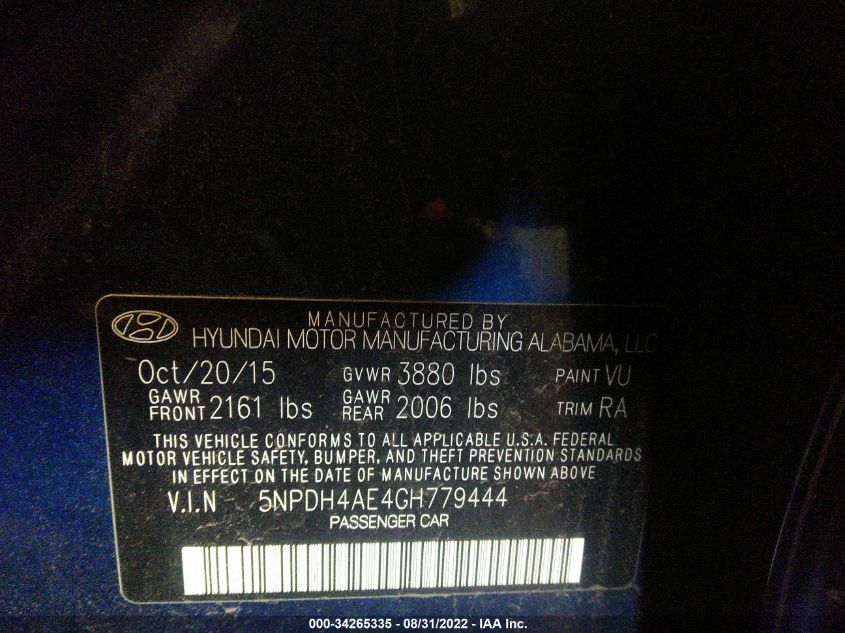 MANUFACTURED BY
HYUNDAI MOTOR MANUFACTURING ALABAMA, LLC
Oct/20/15 GVWR 3880 lbs PAINT VU
GAWR FRONT 2161 lbs GAWR REAR 2006 lbs TRIM RA
THIS VEHICLE CONFORMS TO ALL APPLICABLE U.S.A. FEDERAL
MOTOR VEHICLE SAFETY, BUMPER, AND THEFT PREVENTION STANDARDS
IN EFFECT ON THE DATE OF MANUFACTURE SHOWN ABOVE
V.I.N 5NPDH4AE4GH779444
PASSENGER CAR
000-34265335 - 08/31/2022 - IAA Inc.